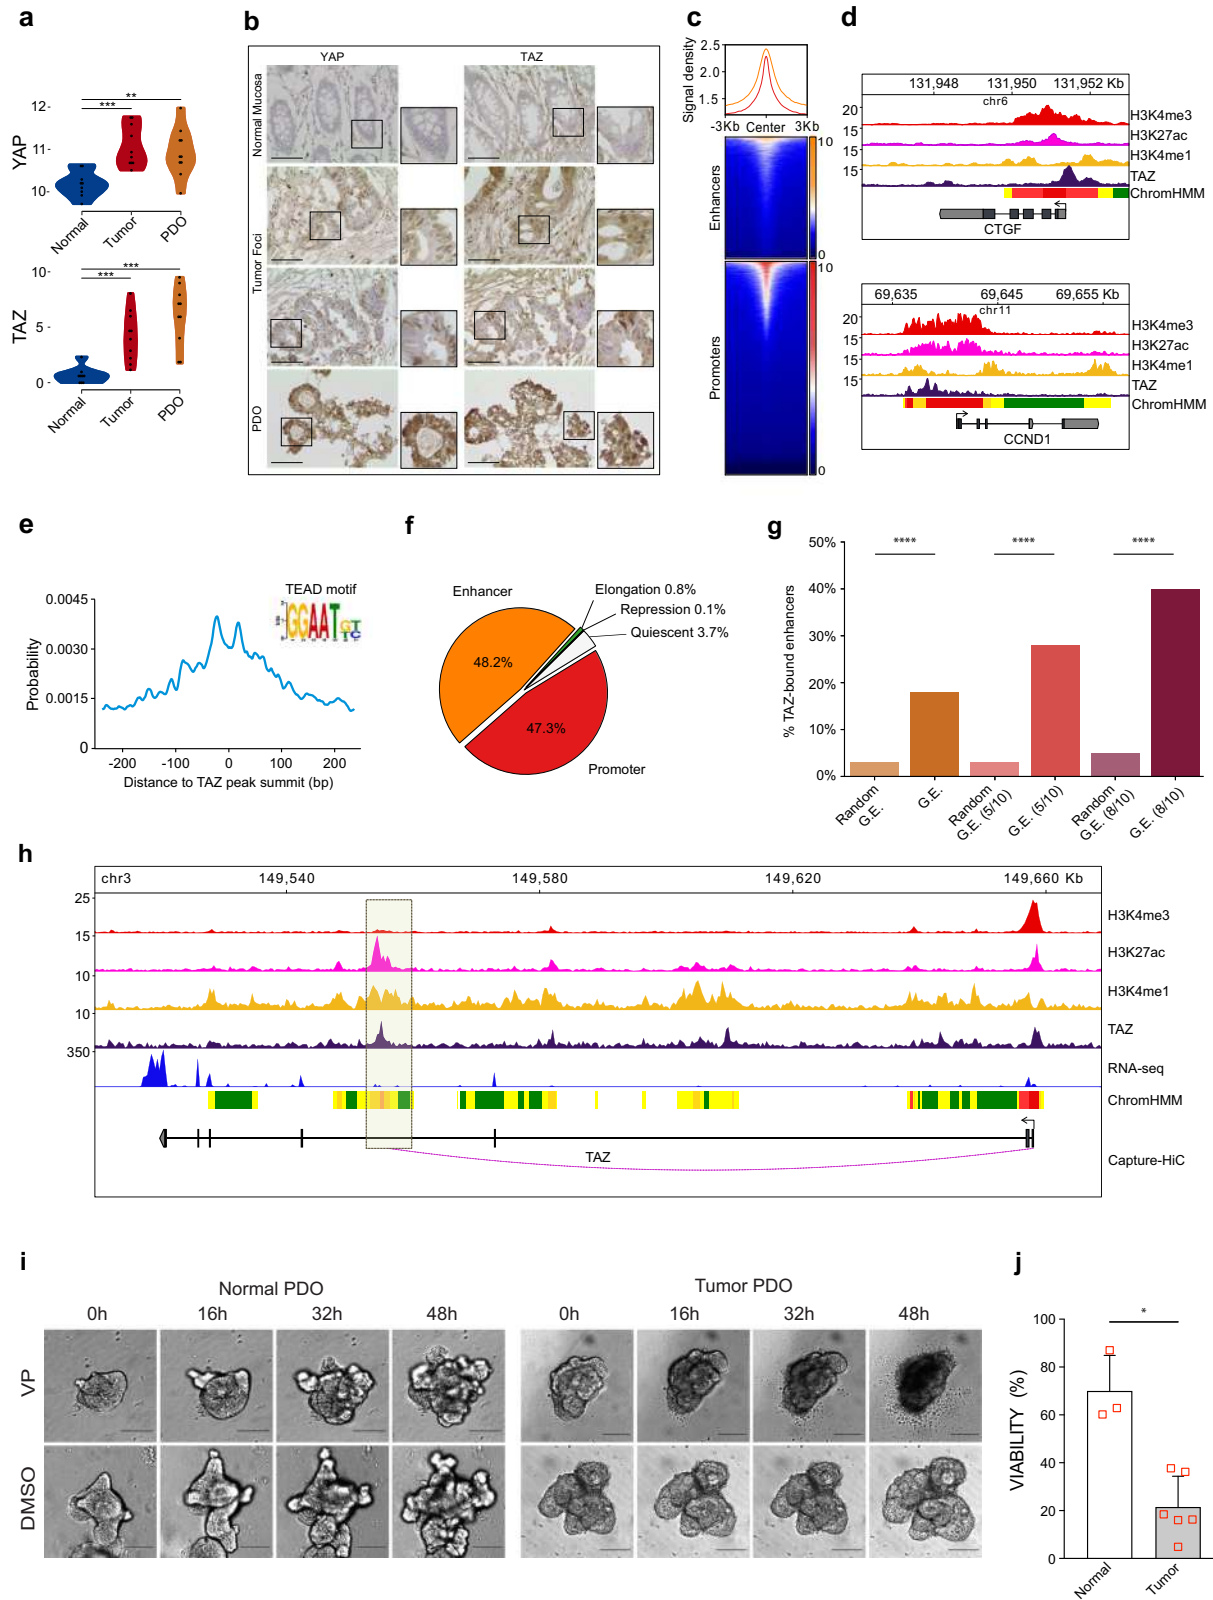 a
YAP
12
11
10
***
**
Normal
Tumor
PDO
TAZ
10
5
0
***
***
Normal
Tumor
PDO
b
YAP
TAZ
Normal Mucosa
Tumor Foci
PDO
c
Signal density
2.5
2.0
1.5
-3Kb Center 3Kb
Enhancers
10
0
Promoters
10
0
d
131,948 131,950 131,952 Kb
chr6
20 H3K4me3
15 H3K27ac
15 H3K4me1
15 TAZ
ChromHMM
CTGF
69,635 69,645 69,655 Kb
chr11
20 H3K4me3
15 H3K27ac
15 H3K4me1
15 TAZ
ChromHMM
CCND1
e
TEAD motif
GGAAT
Probability
0.0045
0.0030
0.0015
0
-200 -100 0 100 200
Distance to TAZ peak summit (bp)
f
Enhancer
48.2%
Elongation 0.8%
Repression 0.1%
Quiescent 3.7%
47.3%
Promoter
g
% TAZ-bound enhancers
50%
40%
30%
20%
10%
0%
**** **** ****
Random G.E.
G.E.
Random G.E. (5/10)
G.E. (5/10)
Random G.E. (8/10)
G.E. (8/10)
h
chr3 149,540 149,580 149,620 149,660 Kb
25 H3K4me3
15 H3K27ac
10 H3K4me1
10 TAZ
350 RNA-seq
ChromHMM
TAZ
Capture-HiC
i
Normal PDO
Tumor PDO
0h 16h 32h 48h 0h 16h 32h 48h
VP
DMSO
j
VIABILITY (%)
100
80
60
40
20
0
*
Normal
Tumor